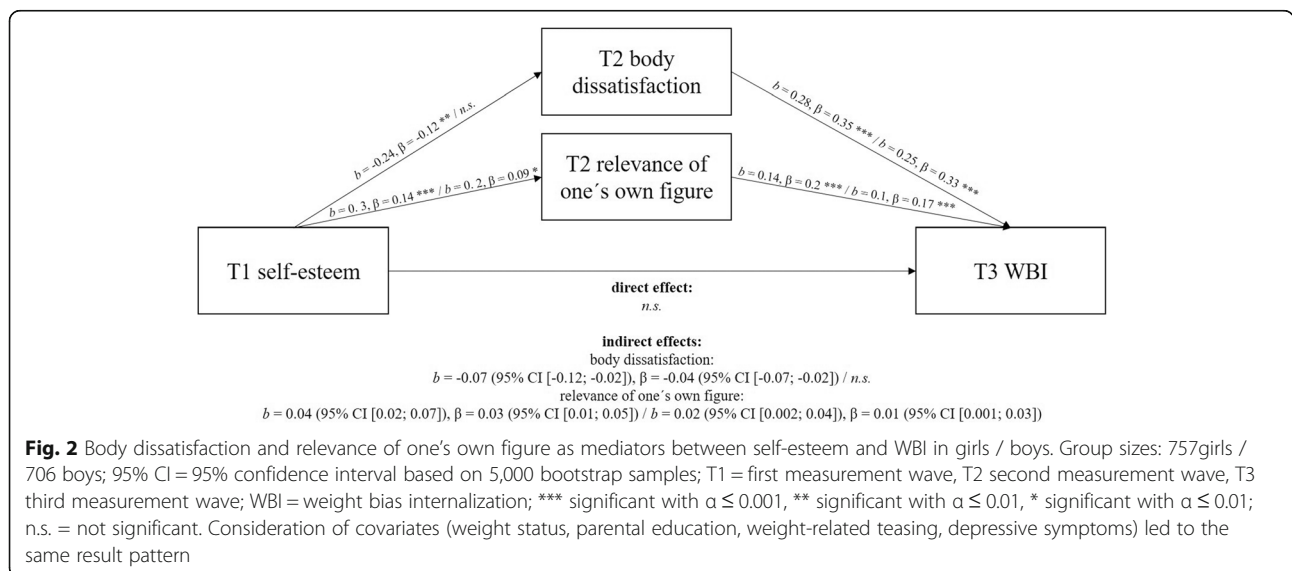 T2 body
dissatisfaction
b = -0.24, β = -0.12 ** / n.s.
b = 0.28, β = 0.35 *** / 0.25, β = 0.33 ***
T2 relevance of
one´s own figure
b = 0. 3, β = 0.14 *** / b = 0. 2, β = 0.09 *
b = 0.14, β = 0.2 *** / b = 0.1, β = 0.17 ***
T1 self-esteem
T3 WBI
direct effect:
n.s.
indirect effects:
body dissatisfaction:
b = -0.07 (95% CI [-0.12; -0.02]), β = -0.04 (95% CI [-0.07; -0.02]) / n.s.
relevance of one´s own figure:
b = 0.04 (95% CI [0.02; 0.07]), β = 0.03 (95% CI [0.01; 0.05]) / b = 0.02 (95% CI [0.002; 0.04]), β = 0.01 (95% CI [0.001; 0.03])
Fig. 2 Body dissatisfaction and relevance of one's own figure as mediators between self-esteem and WBI in girls / boys. Group sizes: 757girls /
706 boys; 95% CI = 95% confidence interval based on 5,000 bootstrap samples; T1 = first measurement wave, T2 second measurement wave, T3
third measurement wave; WBI = weight bias internalization; *** significant with α ≤ 0.001, ** significant with α ≤ 0.01, * significant with α ≤ 0.01;
n.s. = not significant. Consideration of covariates (weight status, parental education, weight-related teasing, depressive symptoms) led to the
same result pattern